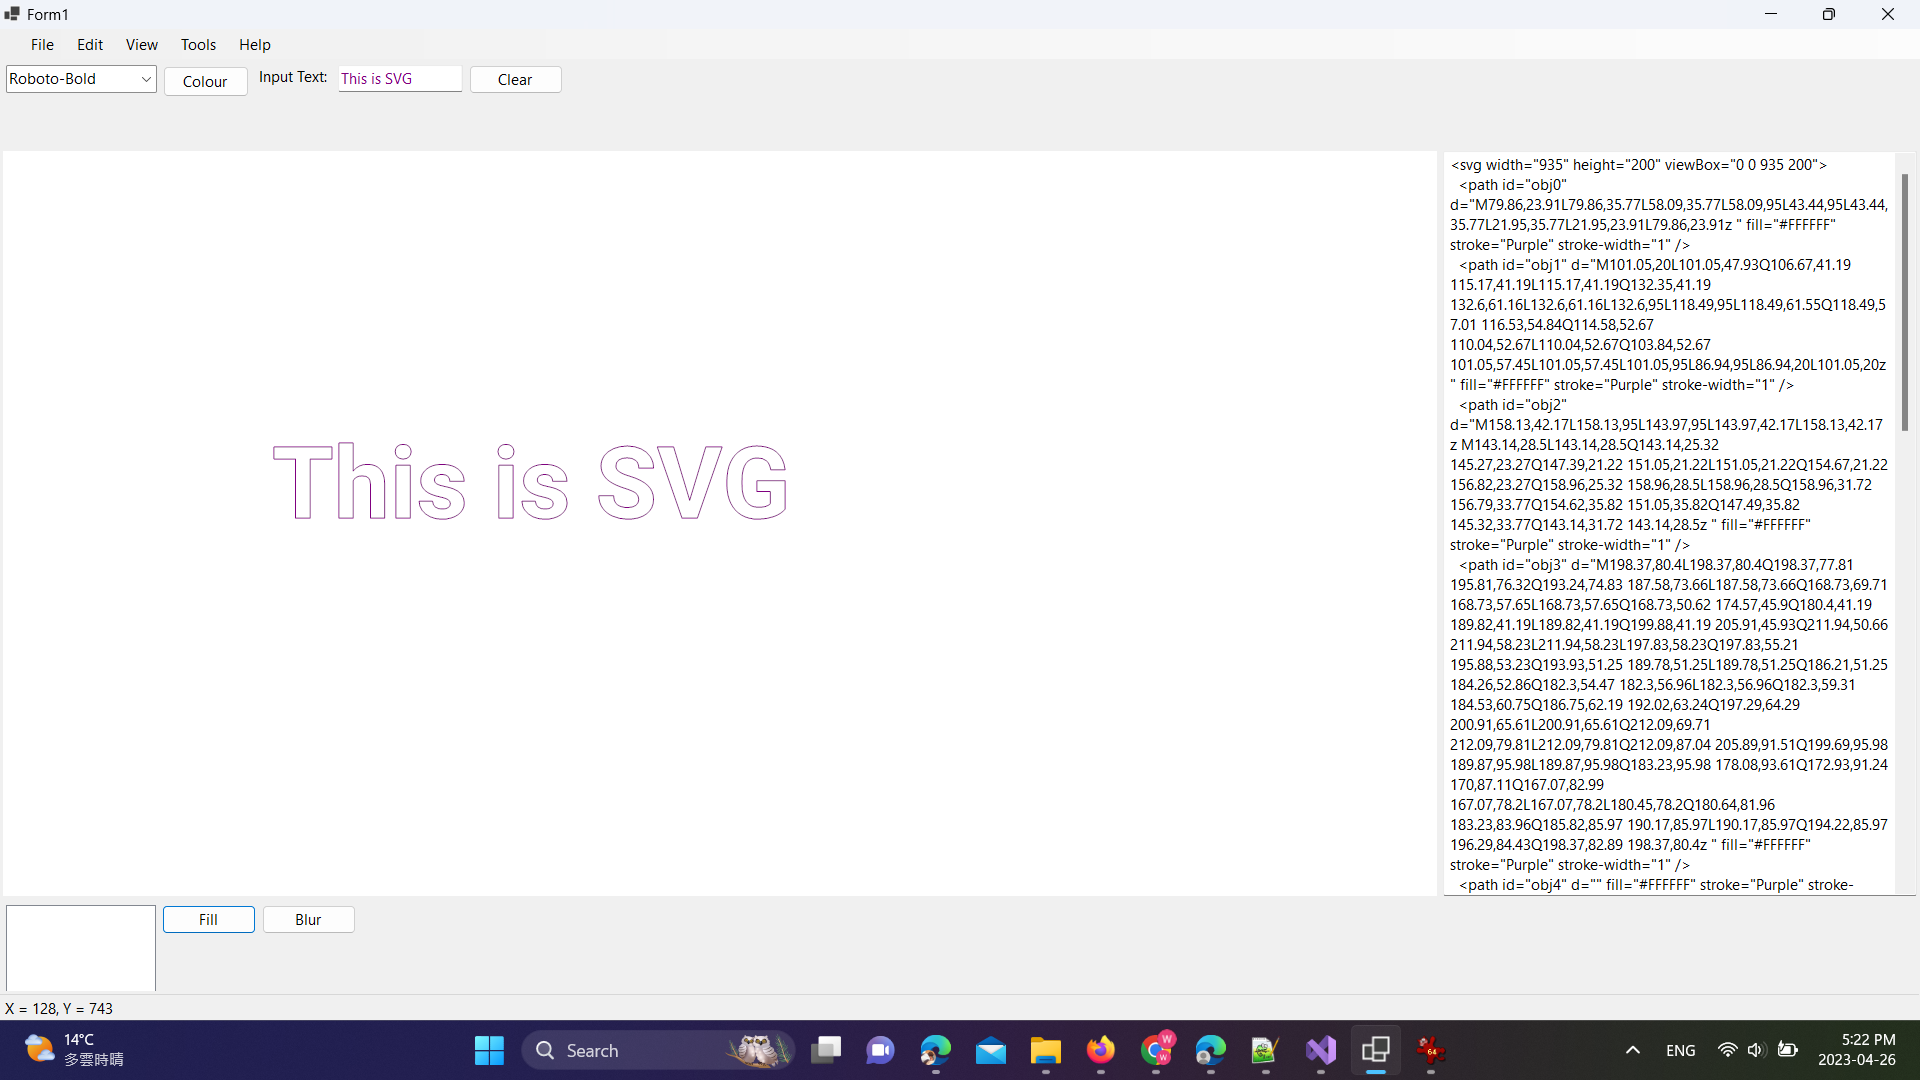 Form1
File Edit View Tools Help
Roboto-Bold Colour Input Text: This is SVG Clear
This is SVG
<svg width="935" height="200" viewBox="0 0 935 200">
<path id="obj0"
d="M79.86,23.91L79.86,35.77L58.09,35.77L58.09,95L43.44,95L43.44,
35.77L21.95,35.77L21.95,23.91L79.86,23.91z " fill="#FFFFFF"
stroke="Purple" stroke-width="1" />
<path id="obj1" d="M101.05,20L101.05,47.93Q106.67,41.19
115.17,41.19L115.17,41.19Q132.35,41.19
132.6,61.16L132.6,61.16L132.6,95L118.49,95L118.49,61.55Q118.49,5
7.01 116.53,54.84Q114.58,52.67
110.04,52.67L110.04,52.67Q103.84,52.67
101.05,57.45L101.05,57.45L101.05,95L86.94,95L86.94,20L101.05,20z
" fill="#FFFFFF" stroke="Purple" stroke-width="1" />
<path id="obj2"
d="M158.13,42.17L158.13,95L143.97,95L143.97,42.17L158.13,42.17
z M143.14,28.5L143.14,28.5Q143.14,25.32
145.27,23.27Q147.39,21.22 151.05,21.22L151.05,21.22Q154.67,21.22
156.82,23.27Q158.96,25.32 158.96,28.5L158.96,28.5Q158.96,31.72
156.79,33.77Q154.62,35.82 151.05,35.82Q147.49,35.82
145.32,33.77Q143.14,31.72 143.14,28.5z " fill="#FFFFFF"
stroke="Purple" stroke-width="1" />
<path id="obj3" d="M198.37,80.4L198.37,80.4Q198.37,77.81
195.81,76.32Q193.24,74.83 187.58,73.66L187.58,73.66Q168.73,69.71
168.73,57.65L168.73,57.65Q168.73,50.62 174.57,45.9Q180.4,41.19
189.82,41.19L189.82,41.19Q199.88,41.19 205.91,45.93Q211.94,50.66
211.94,58.23L211.94,58.23L197.83,58.23Q197.83,55.21
195.88,53.23Q193.93,51.25 189.78,51.25L189.78,51.25Q186.21,51.25
184.26,52.86Q182.3,54.47 182.3,56.96L182.3,56.96Q182.3,59.31
184.53,60.75Q186.75,62.19 192.02,63.24Q197.29,64.29
200.91,65.61L200.91,65.61Q212.09,69.71
212.09,79.81L212.09,79.81Q212.09,87.04 205.89,91.51Q199.69,95.98
189.87,95.98L189.87,95.98Q183.23,95.98 178.08,93.61Q172.93,91.24
170,87.11Q167.07,82.99
167.07,78.2L167.07,78.2L180.45,78.2Q180.64,81.96
183.23,83.96Q185.82,85.97 190.17,85.97L190.17,85.97Q194.22,85.97
196.29,84.43Q198.37,82.89 198.37,80.4z " fill="#FFFFFF"
stroke="Purple" stroke-width="1" />
<path id="obj4" d="" fill="#FFFFFF" stroke="Purple" stroke-
Fill Blur
X = 128, Y = 743
14°C
多雲時晴
Search
W
W
64
ENG
5:22 PM
2023-04-26